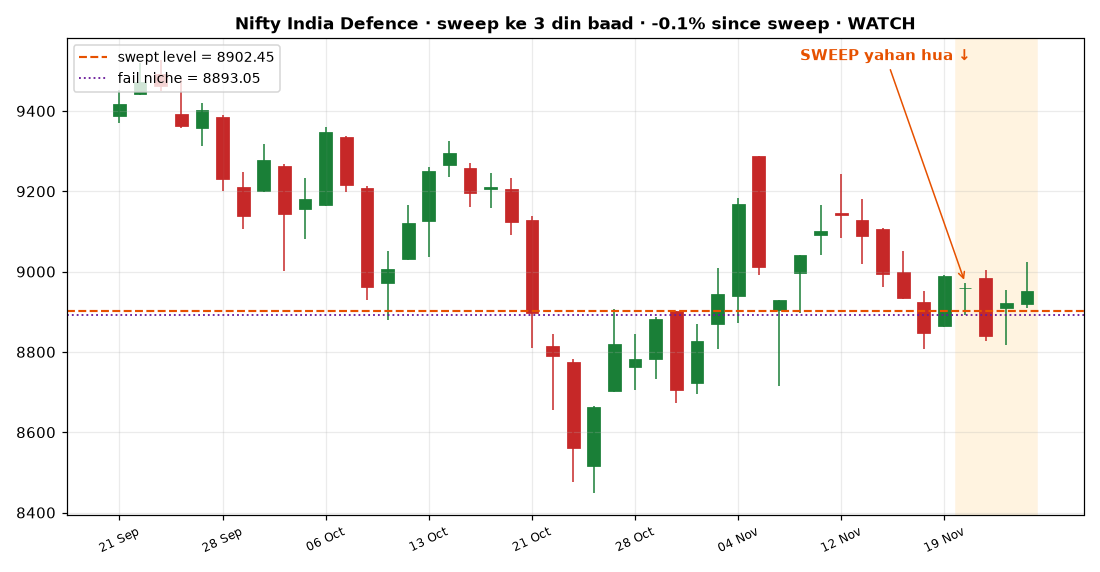 Nifty India Defence · sweep ke 3 din baad · -0.1% since sweep · WATCH
swept level = 8902.45
fail niche = 8893.05
SWEEP yahan hua ↓
9400
9200
9000
8800
8600
8400
21 Sep
28 Sep
06 Oct
13 Oct
21 Oct
28 Oct
04 Nov
12 Nov
19 Nov